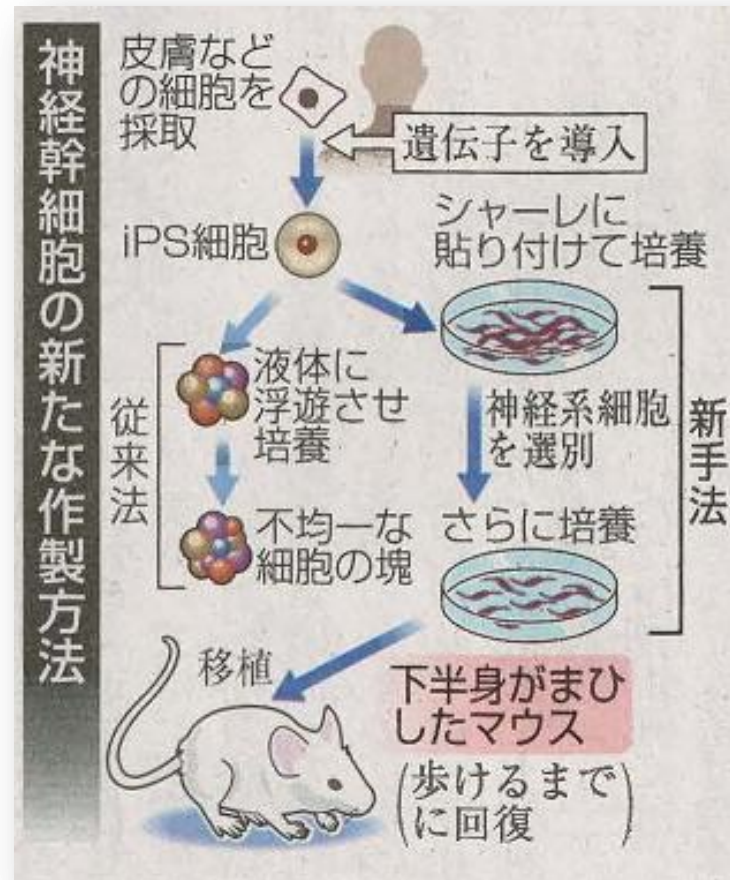 神経幹細胞の新たな作製方法
皮膚など
の細胞を
採取
遺伝子を導入
iPS細胞
シャーレに
貼り付けて培養
従来法
液体に
浮遊させ
培養
不均一な
細胞の塊
新手法
神経系細胞
を選別
さらに培養
移植
下半身がまひ
したマウス
(歩けるまで
に回復)